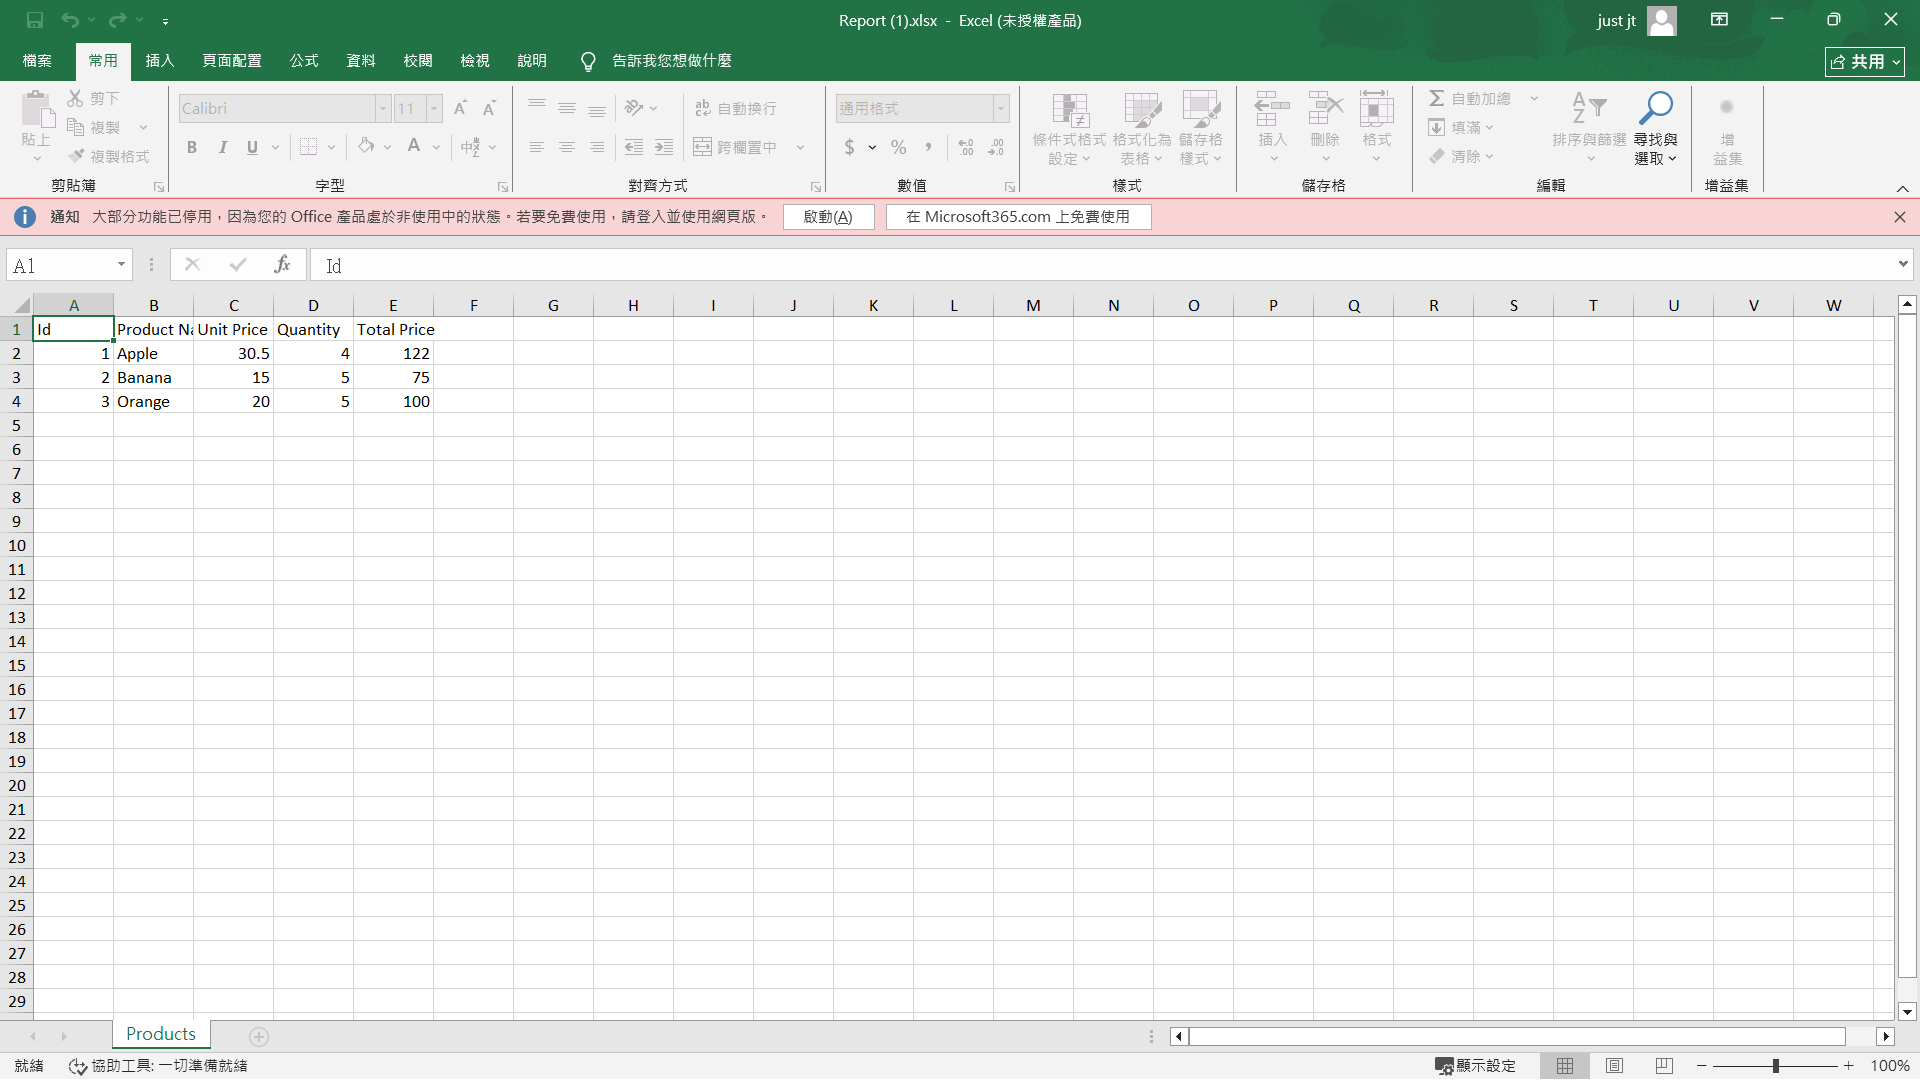 Report (1).xlsx - Excel (未授權產品)
just jt
檔案 常用 插入 頁面配置 公式 資料 校閱 檢視 說明 告訴我您想做什麼 共用
貼上
剪下
複製
複製格式
剪貼簿
Calibri 11
B I U A 中
字型
ab 自動換行
跨欄置中
對齊方式
通用格式
$ % ,
數值
條件式格式
設定
格式化為
表格
儲存格
樣式
樣式
插入 刪除 格式
儲存格
自動加總
填滿
清除
排序與篩選
尋找與
選取
編輯
增
益集
增益集
通知 大部分功能已停用，因為您的 Office 產品處於非使用中的狀態。若要免費使用，請登入並使用網頁版。 啟動(A) 在 Microsoft365.com 上免費使用
A1 fx Id
A B C D E F G H I J K L M N O P Q R S T U V W
1 Id Product Na Unit Price Quantity Total Price
2 1 Apple 30.5 4 122
3 2 Banana 15 5 75
4 3 Orange 20 5 100
5
6
7
8
9
10
11
12
13
14
15
16
17
18
19
20
21
22
23
24
25
26
27
28
29
Products
就緒 協助工具: 一切準備就緒 顯示設定 100%